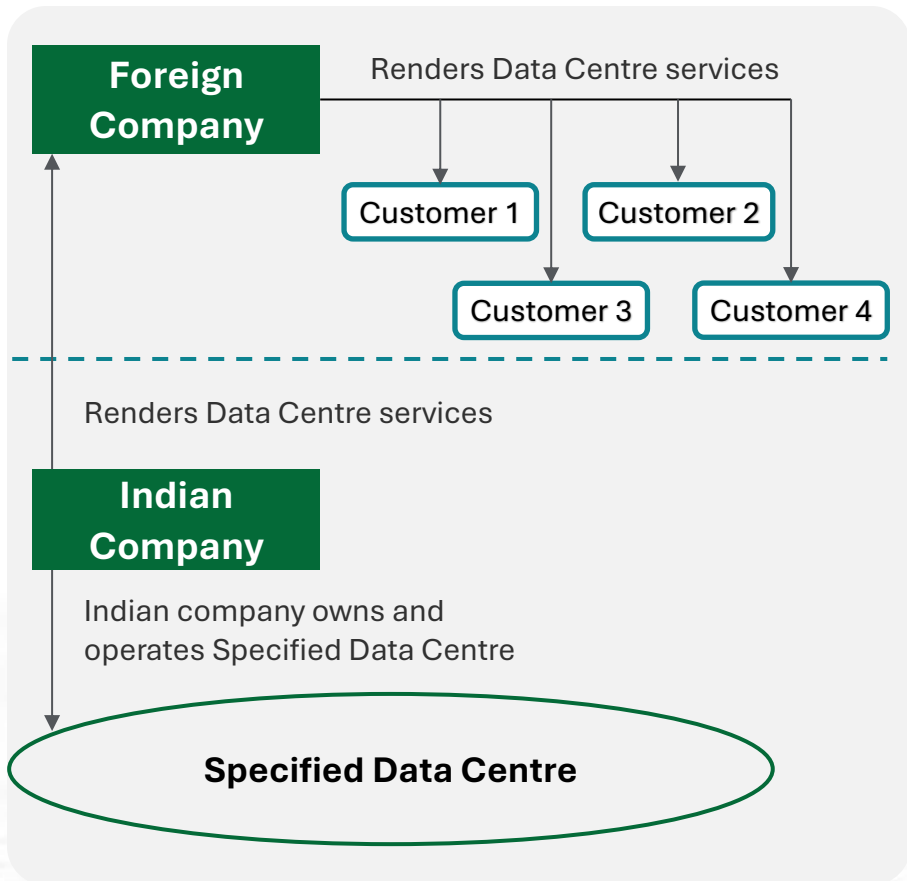 Foreign
Company
Renders Data Centre services
Customer 1
Customer 2
Customer 3
Customer 4
Renders Data Centre services
Indian
Company
Indian company owns and
operates Specified Data Centre
Specified Data Centre